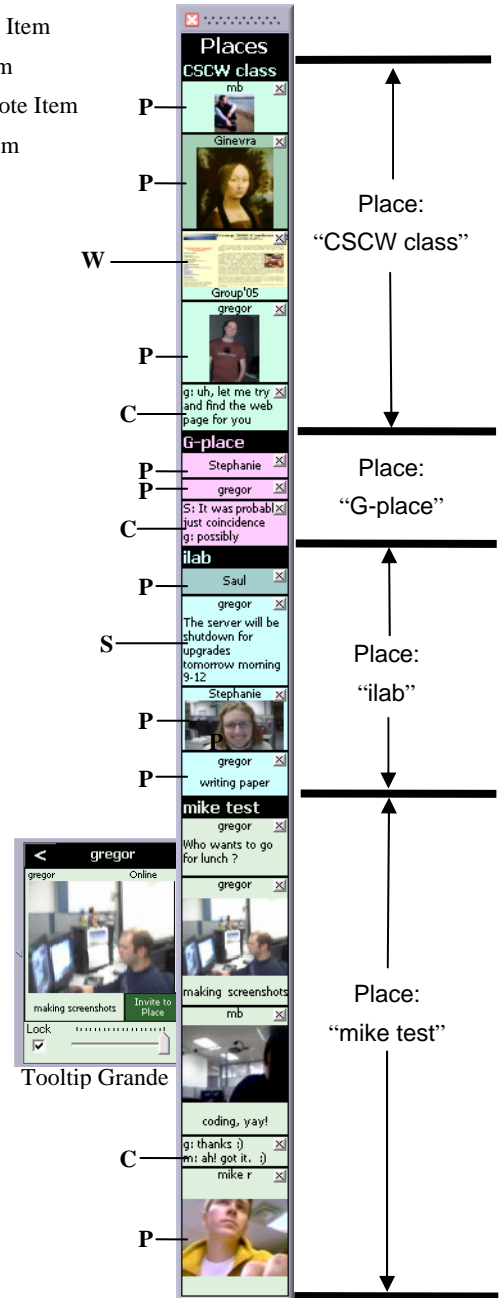 Item
m
ote Item
em
Places
CSCW class
P
mb
P
Ginevra
W
Group'05
P
gregor
C
g: uh, let me try
and find the web
page for you
Place:
“CSCW class”
G-place
P
Stephanie
P
gregor
C
S: It was probabl
just coincidence
g: possibly
Place:
“G-place”
ilab
P
Saul
S
gregor
The server will be
shutdown for
upgrades
tomorrow morning
9-12
P
Stephanie
P
P
gregor
writing paper
Place:
“ilab”
mike test
gregor
Who wants to go
for lunch ?
gregor
making screenshots
mb
coding, yay!
C
g: thanks :)
m: ah! got it. :)
P
mike r
Place:
“mike test”
< gregor
gregor Online
making screenshots
Invite to
Place
Lock
Tooltip Grande